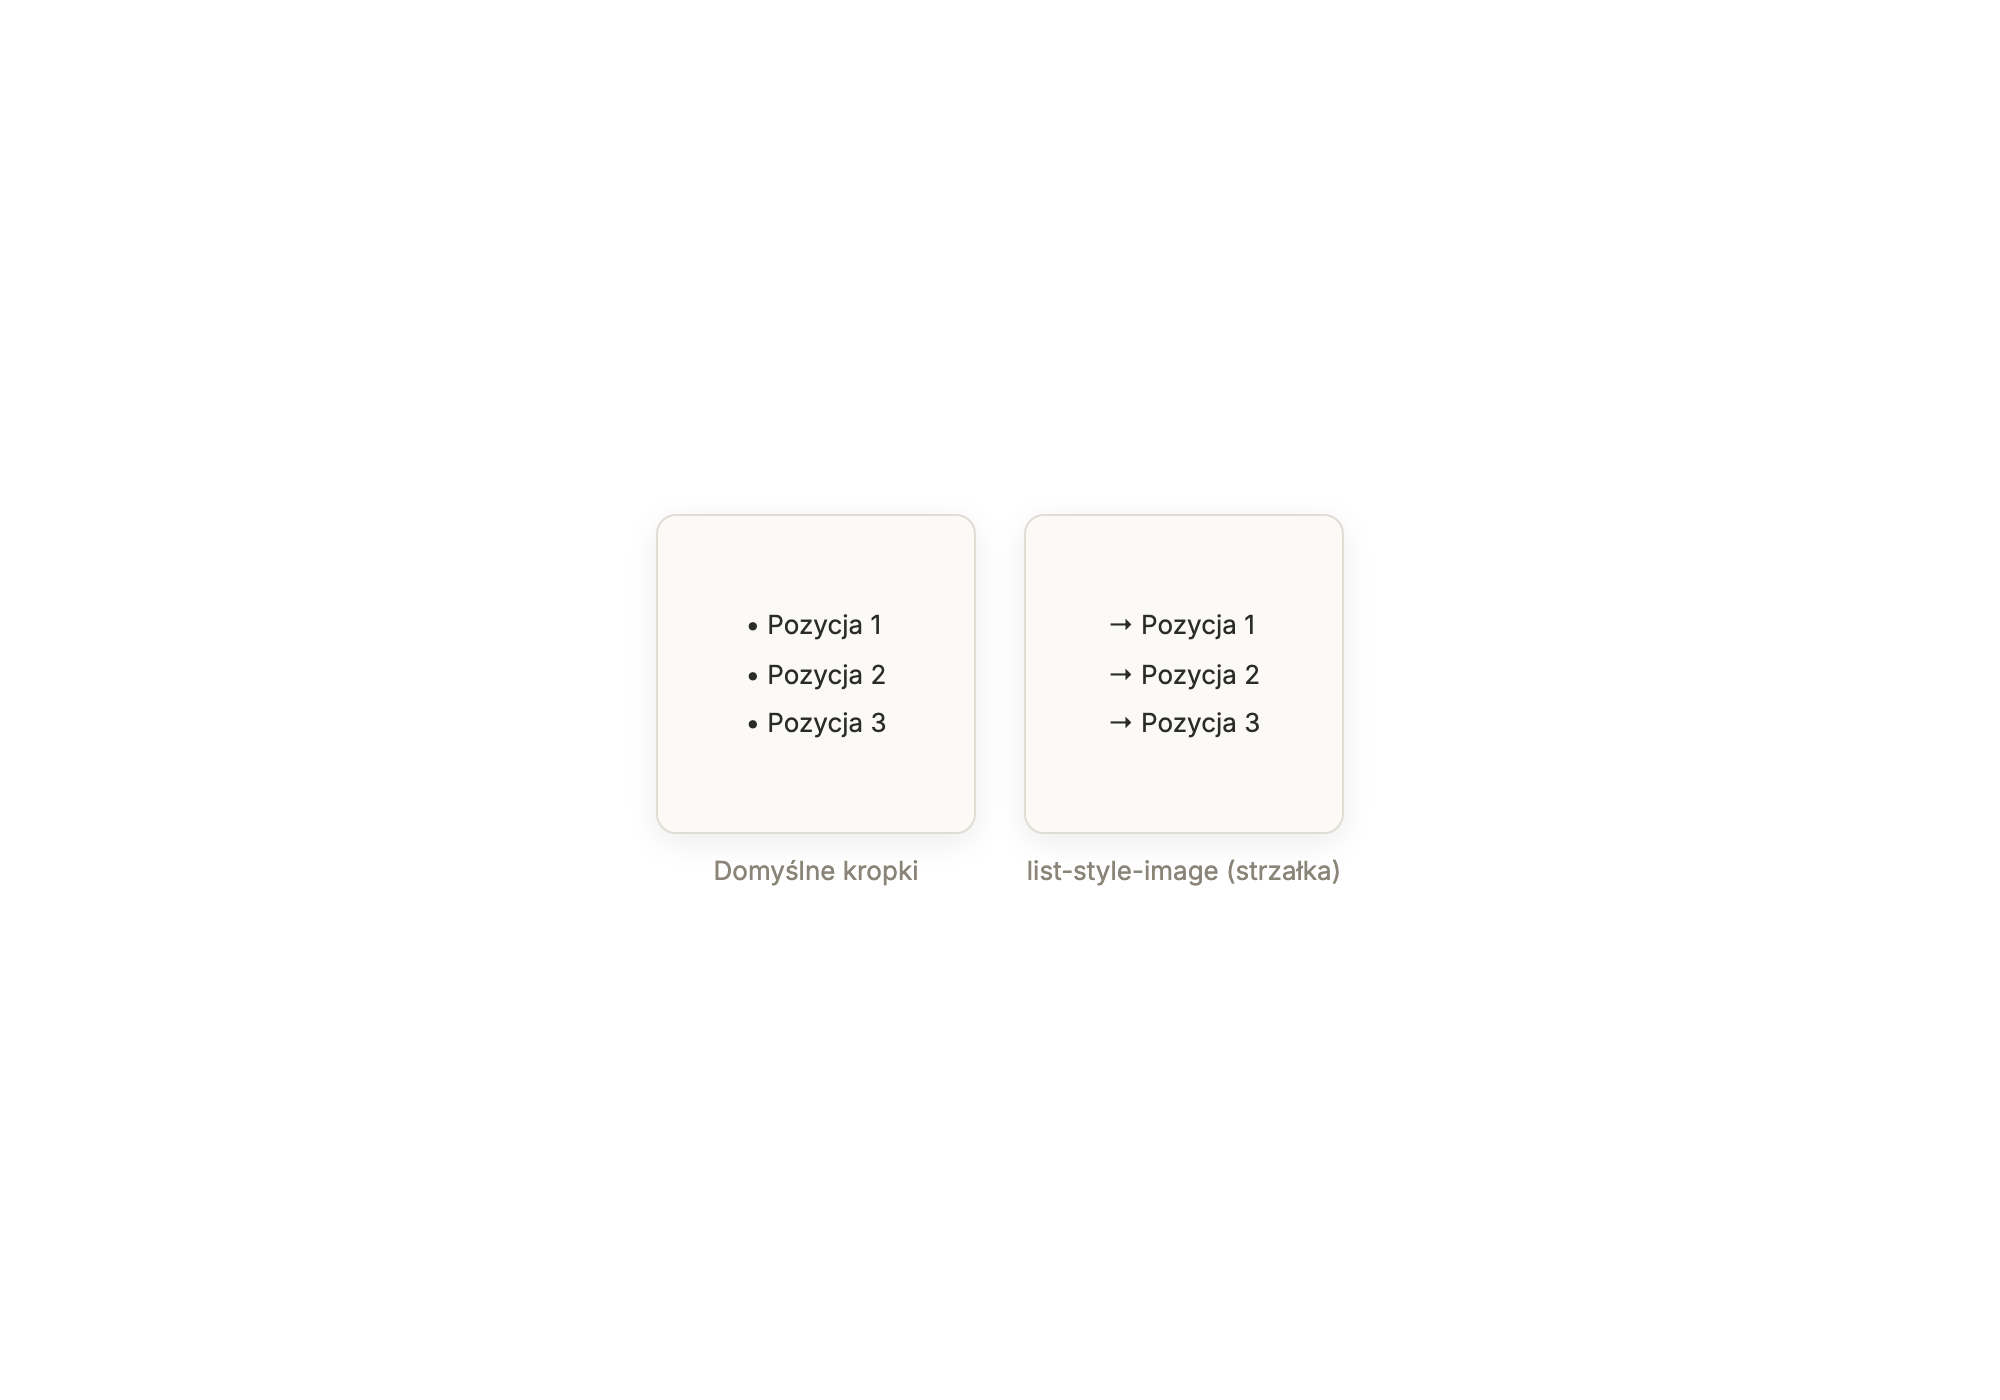 • Pozycja 1
• Pozycja 2
• Pozycja 3
Domyślne kropki
→ Pozycja 1
→ Pozycja 2
→ Pozycja 3
list-style-image (strzałka)